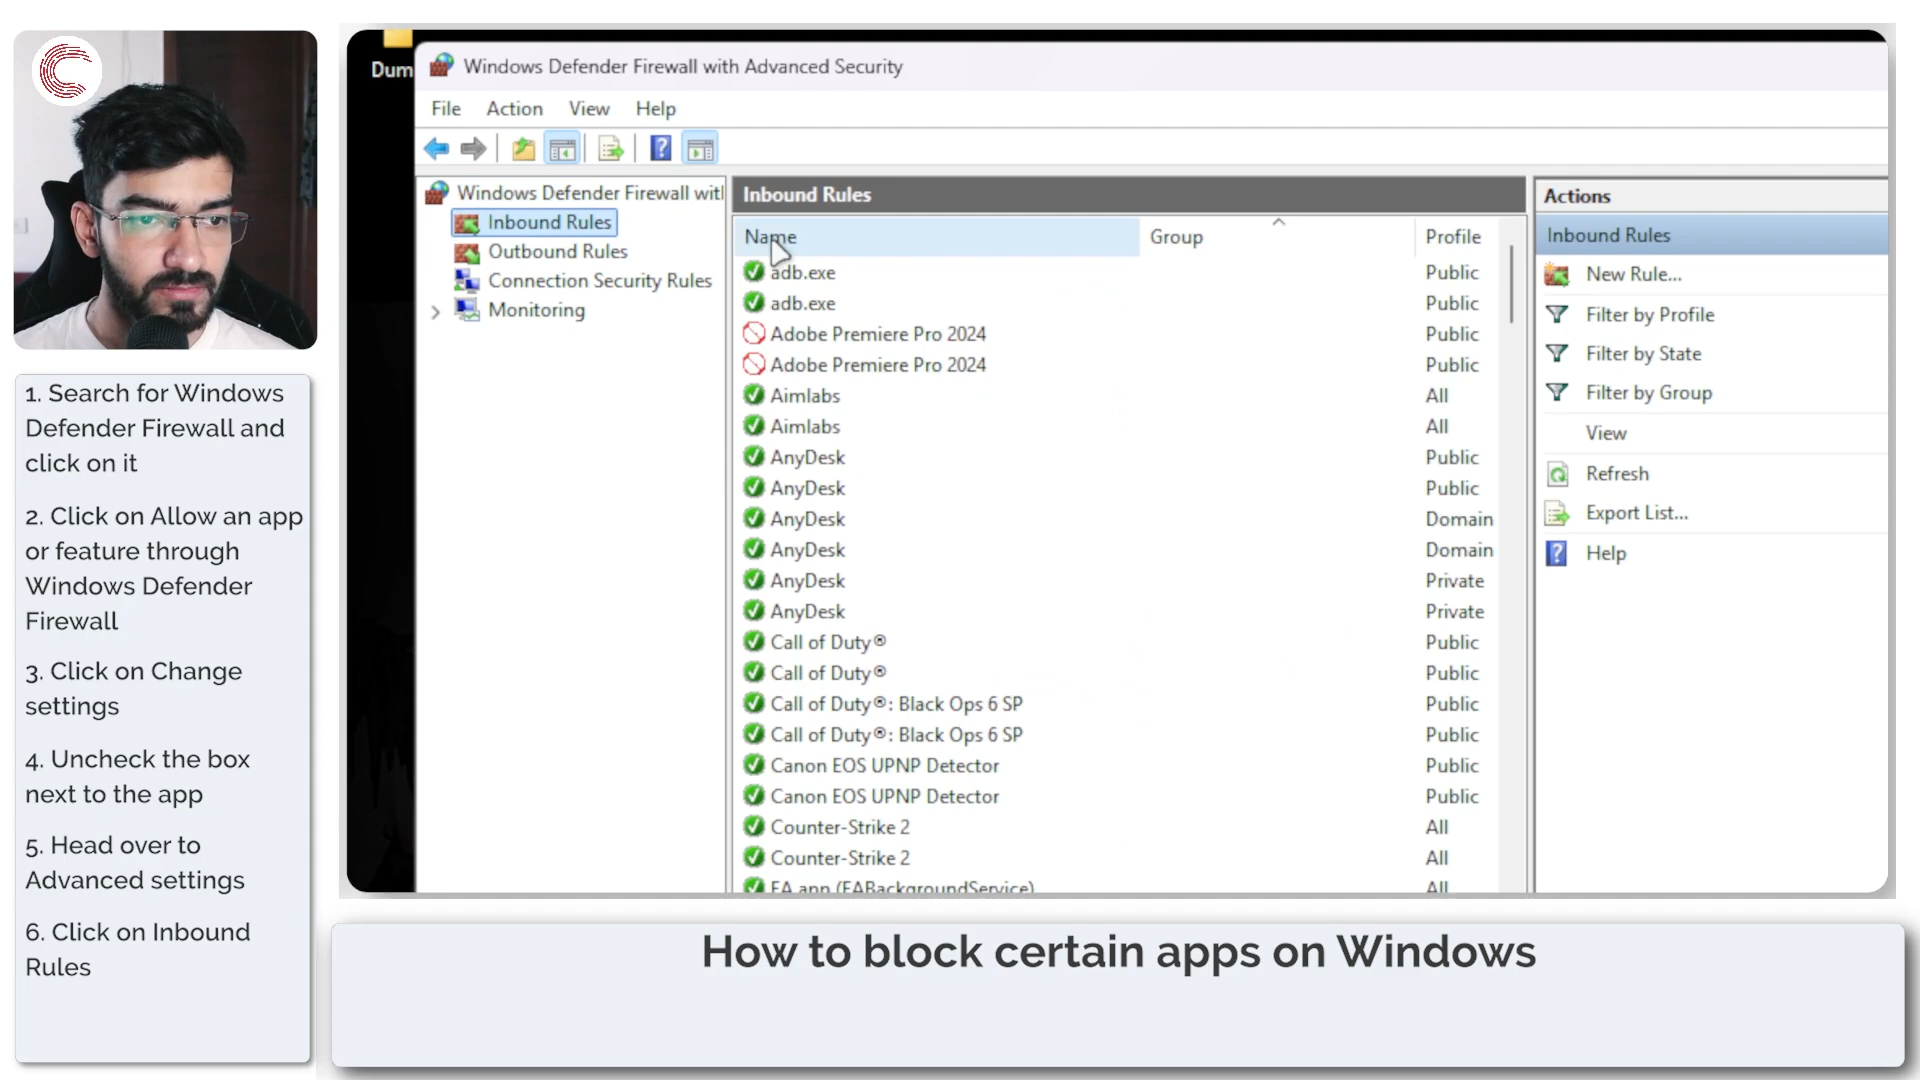 1. Search for Windows
Defender Firewall and
click on it
2. Click on Allow an app
or feature through
Windows Defender
Firewall
3. Click on Change
settings
4. Uncheck the box
next to the app
5. Head over to
Advanced settings
6. Click on Inbound
Rules
Dum
Windows Defender Firewall with Advanced Security
File Action View Help
Windows Defender Firewall wit
Inbound Rules
Outbound Rules
Connection Security Rules
Monitoring
Inbound Rules
Name Group Profile
adb.exe Public
adb.exe Public
Adobe Premiere Pro 2024 Public
Adobe Premiere Pro 2024 Public
Aimlabs All
Aimlabs All
AnyDesk Public
AnyDesk Public
AnyDesk Domain
AnyDesk Domain
AnyDesk Private
AnyDesk Private
Call of Duty® Public
Call of Duty® Public
Call of Duty®: Black Ops 6 SP Public
Call of Duty®: Black Ops 6 SP Public
Canon EOS UPNP Detector Public
Canon EOS UPNP Detector Public
Counter-Strike 2 All
Counter-Strike 2 All
EA app (EABackgroundService) All
Actions
Inbound Rules
New Rule...
Filter by Profile
Filter by State
Filter by Group
View
Refresh
Export List...
Help
How to block certain apps on Windows